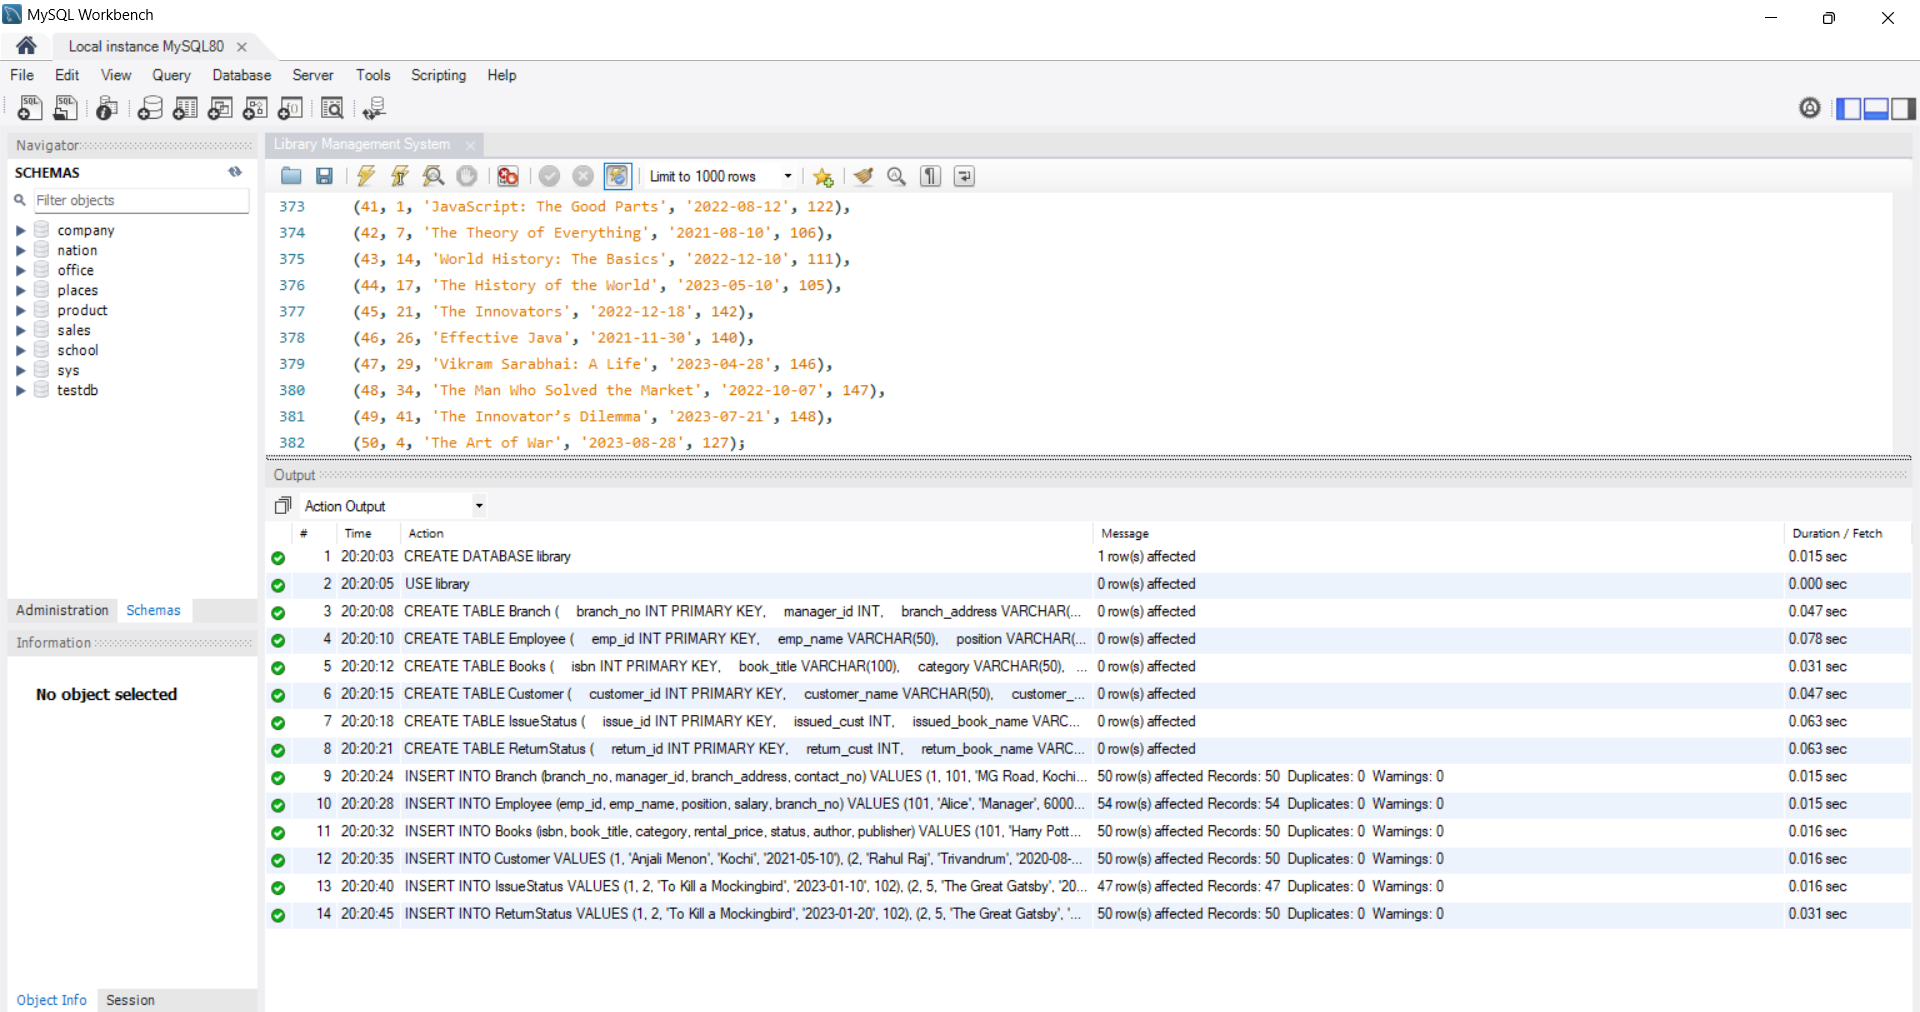 MySQL Workbench
Local instance MySQL80
File Edit View Query Database Server Tools Scripting Help
Navigator
SCHEMAS
Filter objects
company
nation
office
places
product
sales
school
sys
testdb
Administration Schemas
Information
No object selected
Object Info Session
Library Management System
Limit to 1000 rows
373 (41, 1, 'JavaScript: The Good Parts', '2022-08-12', 122),
374 (42, 7, 'The Theory of Everything', '2021-08-10', 106),
375 (43, 14, 'World History: The Basics', '2022-12-10', 111),
376 (44, 17, 'The History of the World', '2023-05-10', 105),
377 (45, 21, 'The Innovators', '2022-12-18', 142),
378 (46, 26, 'Effective Java', '2021-11-30', 140),
379 (47, 29, 'Vikram Sarabhai: A Life', '2023-04-28', 146),
380 (48, 34, 'The Man Who Solved the Market', '2022-10-07', 147),
381 (49, 41, 'The Innovator’s Dilemma', '2023-07-21', 148),
382 (50, 4, 'The Art of War', '2023-08-28', 127);
Output
Action Output
# Time Action Message Duration / Fetch
1 20:20:03 CREATE DATABASE library 1 row(s) affected 0.015 sec
2 20:20:05 USE library 0 row(s) affected 0.000 sec
3 20:20:08 CREATE TABLE Branch ( branch_no INT PRIMARY KEY, manager_id INT, branch_address VARCHAR(... 0 row(s) affected 0.047 sec
4 20:20:10 CREATE TABLE Employee ( emp_id INT PRIMARY KEY, emp_name VARCHAR(50), position VARCHAR(... 0 row(s) affected 0.078 sec
5 20:20:12 CREATE TABLE Books ( isbn INT PRIMARY KEY, book_title VARCHAR(100), category VARCHAR(50), ... 0 row(s) affected 0.031 sec
6 20:20:15 CREATE TABLE Customer ( customer_id INT PRIMARY KEY, customer_name VARCHAR(50), customer_... 0 row(s) affected 0.047 sec
7 20:20:18 CREATE TABLE IssueStatus ( issue_id INT PRIMARY KEY, issued_cust INT, issued_book_name VARC... 0 row(s) affected 0.063 sec
8 20:20:21 CREATE TABLE ReturnStatus ( return_id INT PRIMARY KEY, return_cust INT, return_book_name VARC... 0 row(s) affected 0.063 sec
9 20:20:24 INSERT INTO Branch (branch_no, manager_id, branch_address, contact_no) VALUES (1, 101, 'MG Road, Kochi... 50 row(s) affected Records: 50 Duplicates: 0 Warnings: 0 0.015 sec
10 20:20:28 INSERT INTO Employee (emp_id, emp_name, position, salary, branch_no) VALUES (101, 'Alice', 'Manager', 6000... 54 row(s) affected Records: 54 Duplicates: 0 Warnings: 0 0.015 sec
11 20:20:32 INSERT INTO Books (isbn, book_title, category, rental_price, status, author, publisher) VALUES (101, 'Harry Pott... 50 row(s) affected Records: 50 Duplicates: 0 Warnings: 0 0.016 sec
12 20:20:35 INSERT INTO Customer VALUES (1, 'Anjali Menon', 'Kochi', '2021-05-10'), (2, 'Rahul Raj', 'Trivandrum', '2020-08-... 50 row(s) affected Records: 50 Duplicates: 0 Warnings: 0 0.016 sec
13 20:20:40 INSERT INTO IssueStatus VALUES (1, 2, 'To Kill a Mockingbird', '2023-01-10', 102), (2, 5, 'The Great Gatsby', '20... 47 row(s) affected Records: 47 Duplicates: 0 Warnings: 0 0.016 sec
14 20:20:45 INSERT INTO ReturnStatus VALUES (1, 2, 'To Kill a Mockingbird', '2023-01-20', 102), (2, 5, 'The Great Gatsby', '... 50 row(s) affected Records: 50 Duplicates: 0 Warnings: 0 0.031 sec